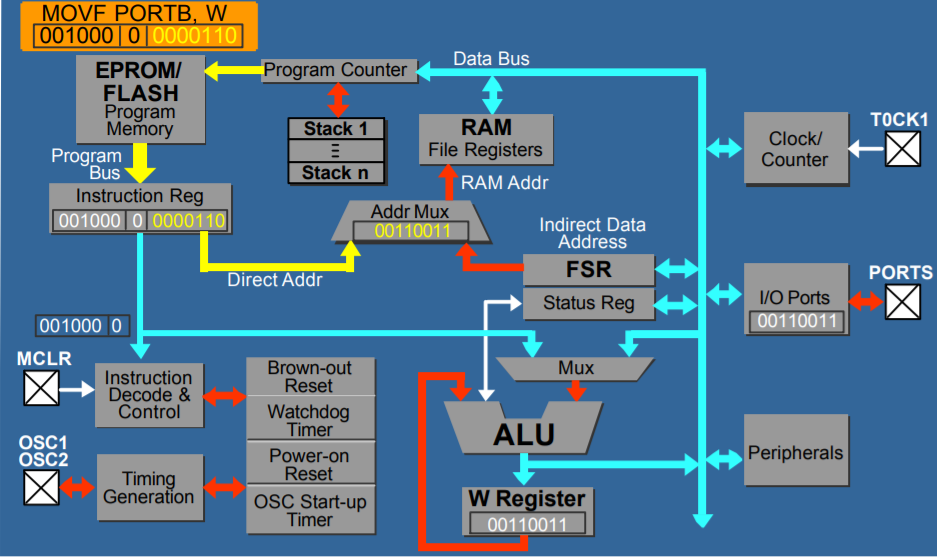 MOVF PORTB, W
001000 0 0000110
EPROM/
FLASH
Program
Memory
Program Counter
Data Bus
Stack 1
Ξ
Stack n
RAM
File Registers
Clock/
Counter
T0CK1
Program
Bus
Instruction Reg
001000 0 0000110
RAM Addr
Addr Mux
00110011
Direct Addr
Indirect Data
Address
FSR
Status Reg
I/O Ports
00110011
PORTS
001000 0
MCLR
Instruction
Decode &
Control
Brown-out
Reset
Watchdog
Timer
Power-on
Reset
OSC Start-up
Timer
OSC1
OSC2
Timing
Generation
Mux
ALU
W Register
00110011
Peripherals